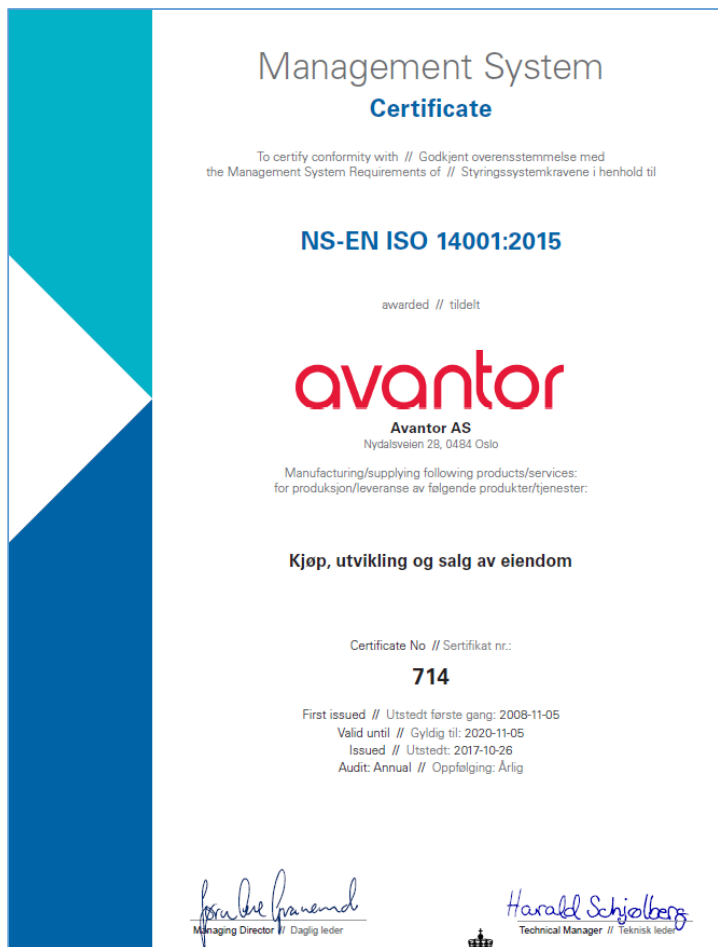 Management System
Certificate
To certify conformity with // Godkjent overensstemmelse med
the Management System Requirements of // Styringssystemkravene i henhold til
NS-EN ISO 14001:2015
awarded // tildelt
avantor
Avantor AS
Nydalsveien 28, 0484 Oslo
Manufacturing/supplying following products/services:
for produksjon/leveranse av følgende produkter/tjenester:
Kjøp, utvikling og salg av eiendom
Certificate No // Sertifikat nr.:
714
First issued // Utstedt første gang: 2008-11-05
Valid until // Gyldig til: 2020-11-05
Issued // Utstedt: 2017-10-26
Audit: Annual // Oppfølging: Årlig
Harald Schjølberg
Managing Director // Daglig leder
Technical Manager // Teknisk leder